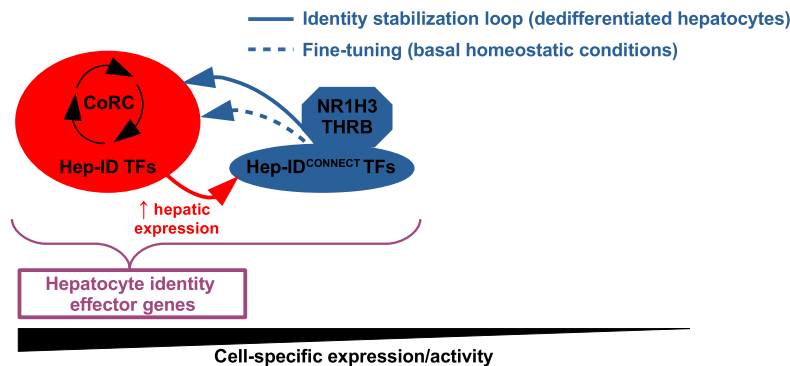 Identity stabilization loop (dedifferentiated hepatocytes)
Fine-tuning (basal homeostatic conditions)
CoRC
Hep-ID TFs
NR1H3
THRB
Hep-IDᶜᴼᴺᴺᴱᶜᵀ TFs
↑ hepatic
expression
Hepatocyte identity
effector genes
Cell-specific expression/activity